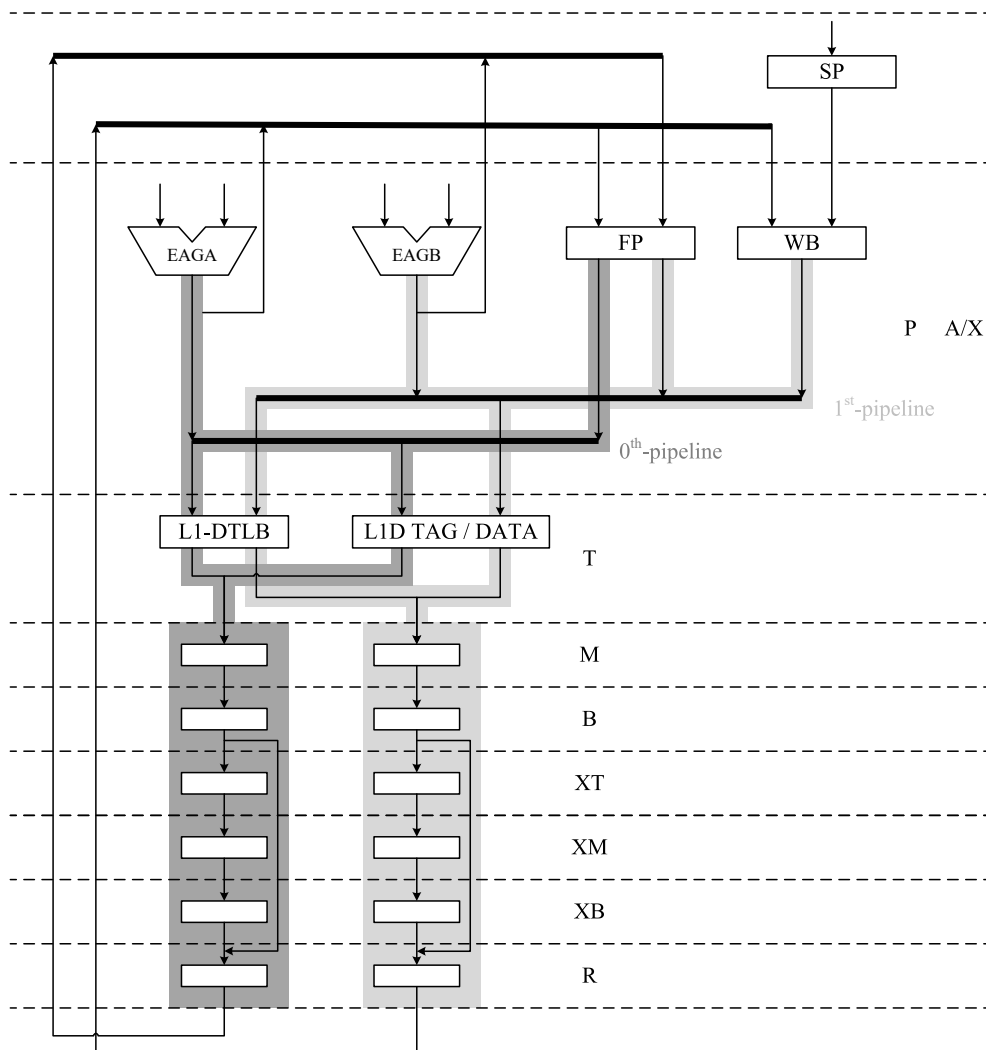 SP
EAGA
EAGB
FP
WB
P A/X
1st-pipeline
0th-pipeline
L1-DTLB
L1D TAG / DATA
T
M
B
XT
XM
XB
R